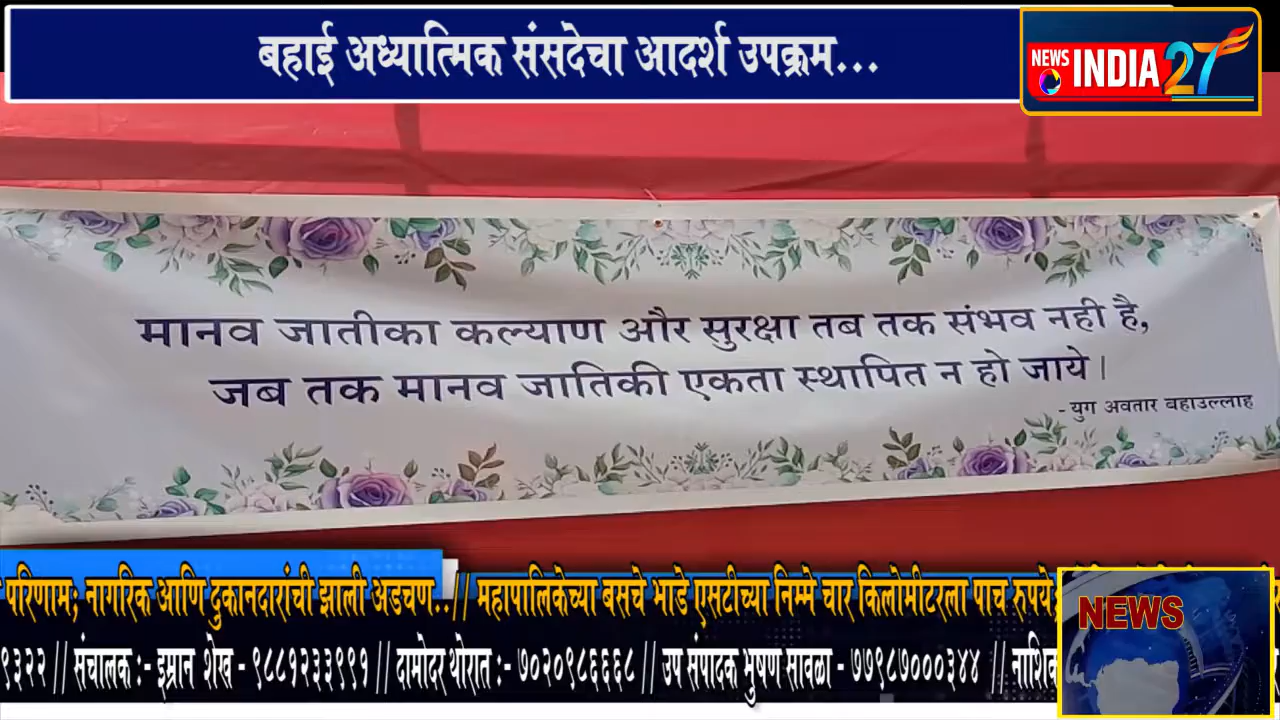 बहाई अध्यात्मिक संसदेचा आदर्श उपक्रम...
NEWS INDIA 27
मानव जातीका कल्याण और सुरक्षा तब तक संभव नही है,
जब तक मानव जातिकी एकता स्थापित न हो जाये।
- युग अवतार बहाउल्लाह
परिणाम; नागरिक आणि दुकानदारांची झाली अडचण..// महापालिकेच्या बसचे भाडे एसटीच्या निम्मे चार किलोमीटरला पाच रुपये;
NEWS
९३२२ // संचालक :- इम्रान शेख - ९८८१२३३९९१ // दामोदर थोरात :- ७०२०९८६६६८ // उप संपादक भुषण सावळा - ७७९८७०००३४४ //